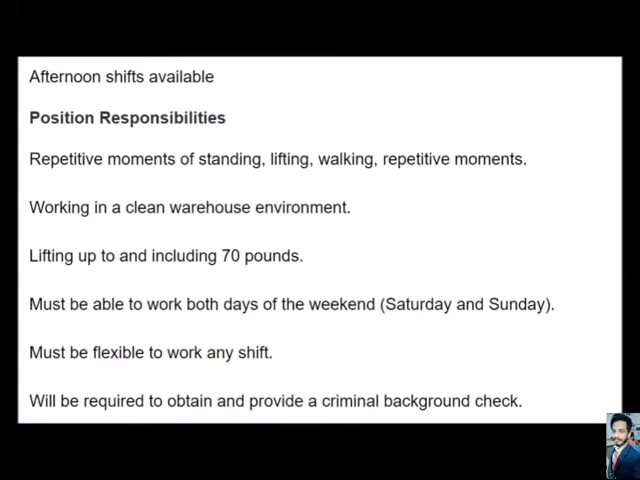 Afternoon shifts available
Position Responsibilities
Repetitive moments of standing, lifting, walking, repetitive moments.
Working in a clean warehouse environment.
Lifting up to and including 70 pounds.
Must be able to work both days of the weekend (Saturday and Sunday).
Must be flexible to work any shift.
Will be required to obtain and provide a criminal background check.